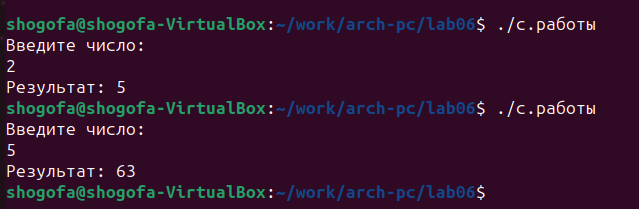 shogofa@shogofa-VirtualBox:~/work/arch-pc/lab06$ ./с.работы
Введите число:
2
Результат: 5
shogofa@shogofa-VirtualBox:~/work/arch-pc/lab06$ ./с.работы
Введите число:
5
Результат: 63
shogofa@shogofa-VirtualBox:~/work/arch-pc/lab06$